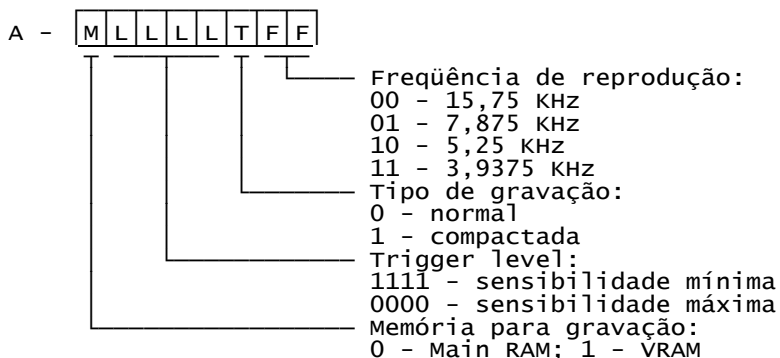 A - M L L L L T F F
Freqüência de reprodução:
00 - 15,75 KHz
01 - 7,875 KHz
10 - 5,25 KHz
11 - 3,9375 KHz
Tipo de gravação:
0 - normal
1 - compactada
Trigger level:
1111 - sensibilidade mínima
0000 - sensibilidade máxima
Memória para gravação:
0 - Main RAM; 1 - VRAM